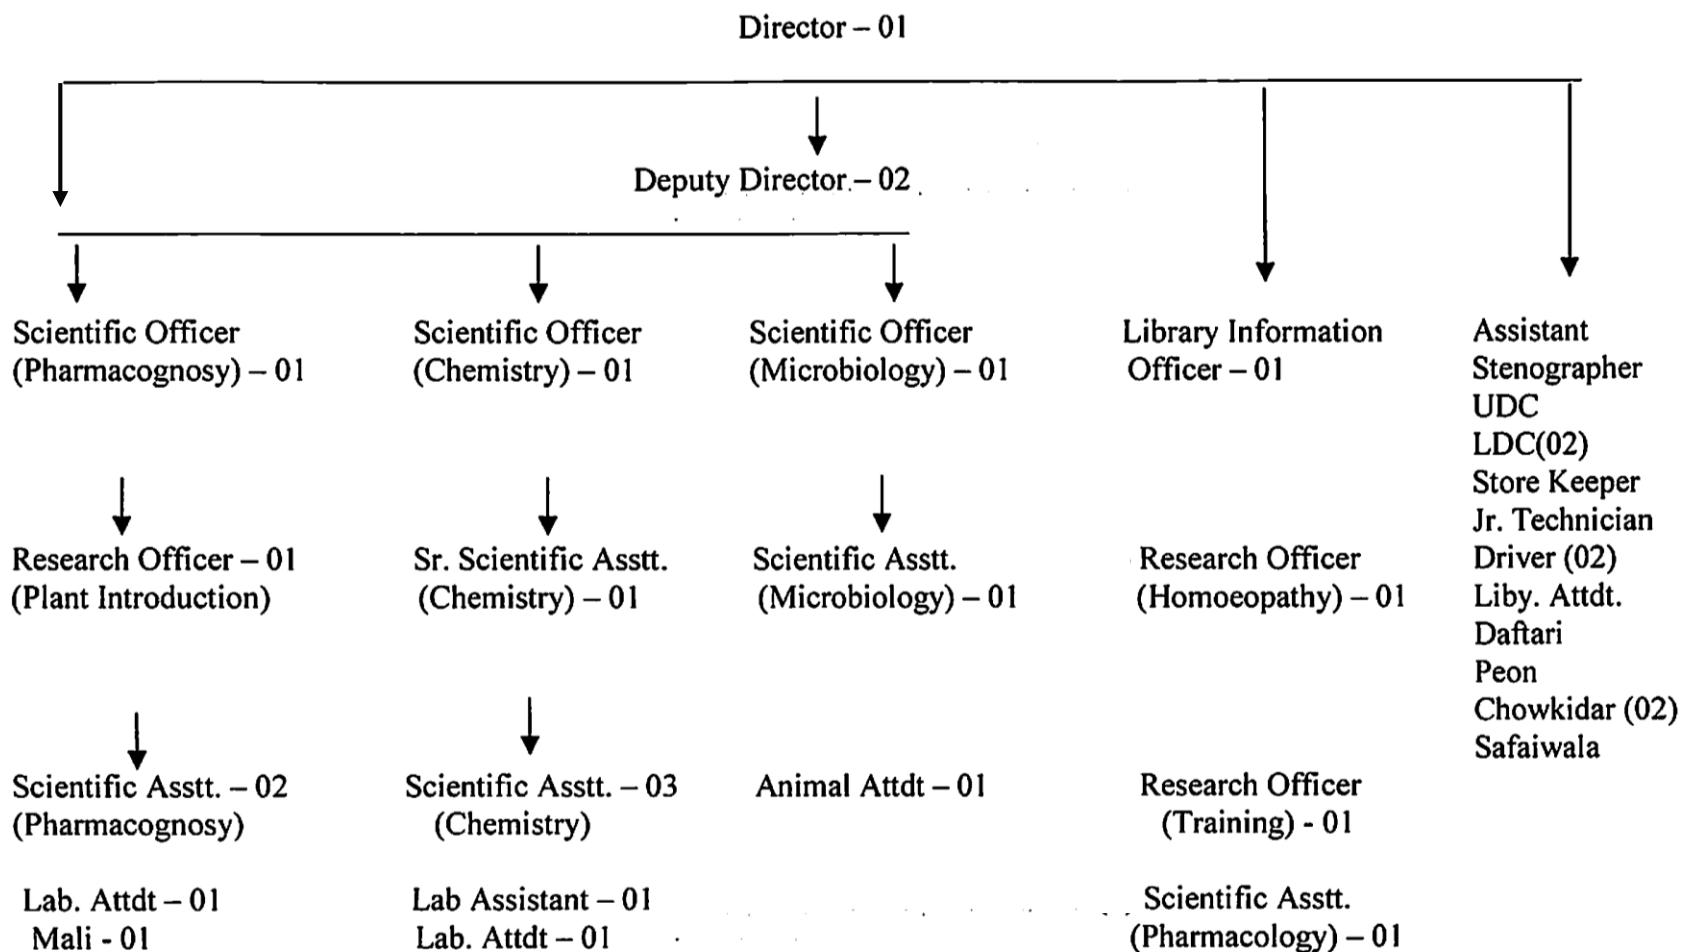 Director – 01
Deputy Director – 02
Scientific Officer
(Pharmacognosy) – 01
Scientific Officer
(Chemistry) – 01
Scientific Officer
(Microbiology) – 01
Library Information
Officer – 01
Assistant
Stenographer
UDC
LDC(02)
Store Keeper
Jr. Technician
Driver (02)
Liby. Attdt.
Daftari
Peon
Chowkidar (02)
Safaiwala
Research Officer – 01
(Plant Introduction)
Sr. Scientific Asstt.
(Chemistry) – 01
Scientific Asstt.
(Microbiology) – 01
Research Officer
(Homoeopathy) – 01
Scientific Asstt. – 02
(Pharmacognosy)
Scientific Asstt. – 03
(Chemistry)
Animal Attdt – 01
Research Officer
(Training) - 01
Lab. Attdt – 01
Mali - 01
Lab Assistant – 01
Lab. Attdt – 01
Scientific Asstt.
(Pharmacology) – 01